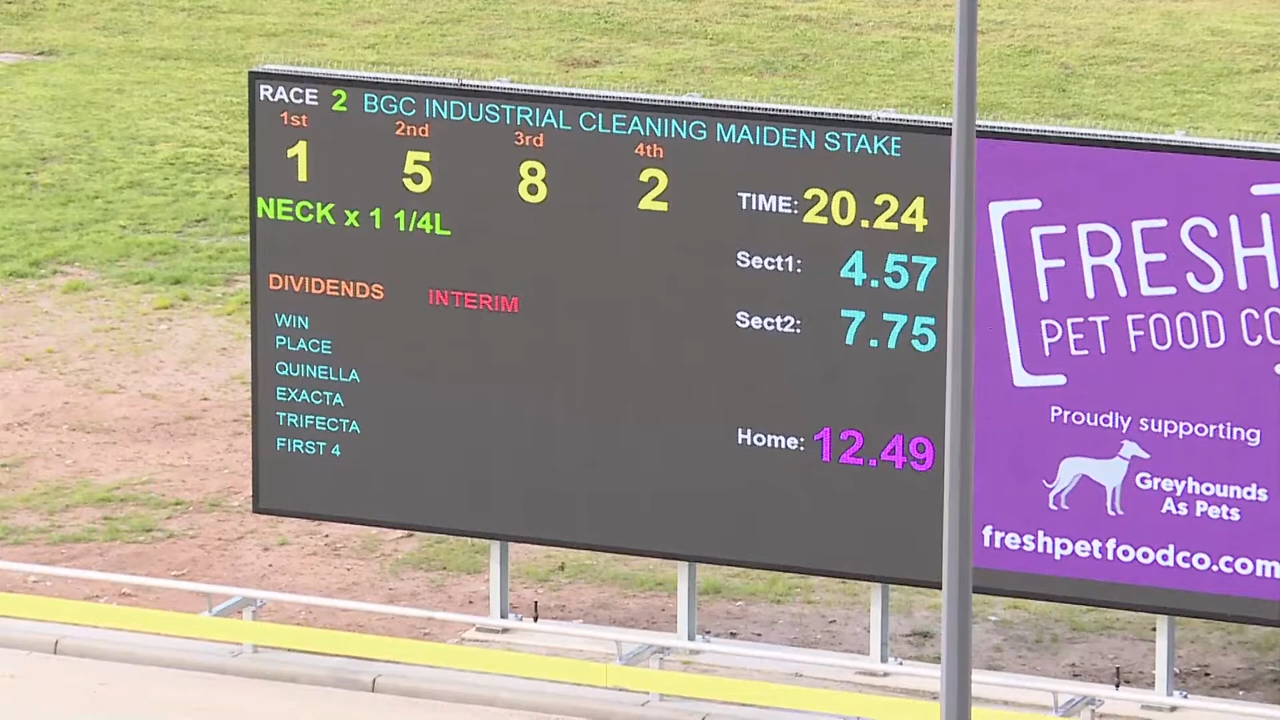 RACE 2 BGC INDUSTRIAL CLEANING MAIDEN STAKE
1st 2nd 3rd 4th
1 5 8 2
NECK x 1 1/4L
TIME: 20.24
Sect1: 4.57
Sect2: 7.75
Home: 12.49
DIVIDENDS INTERIM
WIN
PLACE
QUINELLA
EXACTA
TRIFECTA
FIRST 4
FRESH
PET FOOD CO
Proudly supporting
Greyhounds
As Pets
freshpetfoodco.com